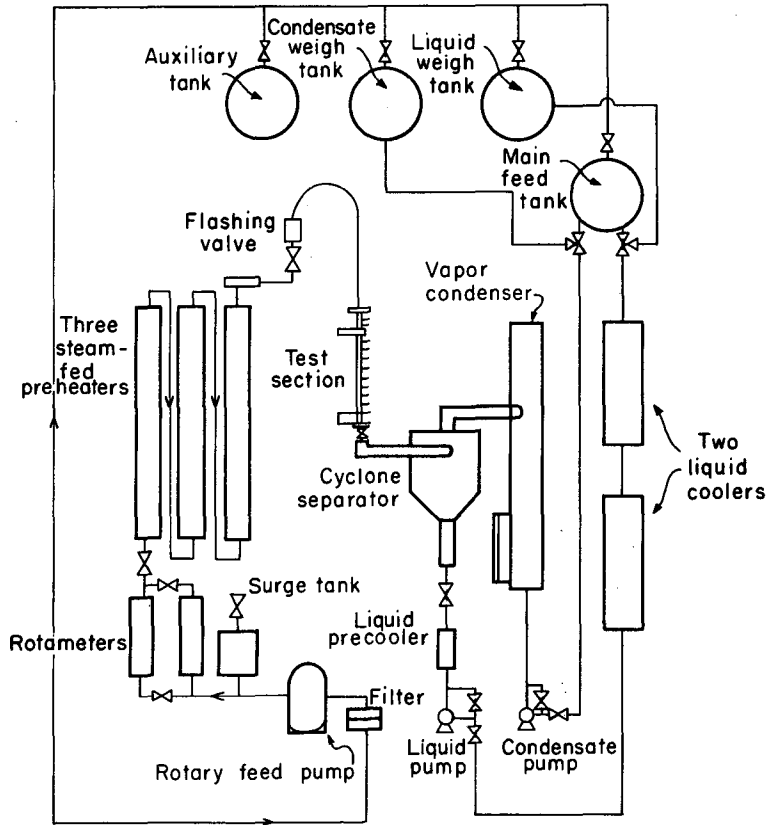 Auxiliary
tank
Condensate
weigh
tank
Liquid
weigh
tank
Main
feed
tank
Flashing
valve
Vapor
condenser
Three
steam-
fed
preheaters
Test
section
Two
liquid
coolers
Cyclone
separator
Surge tank
Liquid
precooler
Rotameters
Filter
Rotary feed pump
Liquid
pump
Condensate
pump